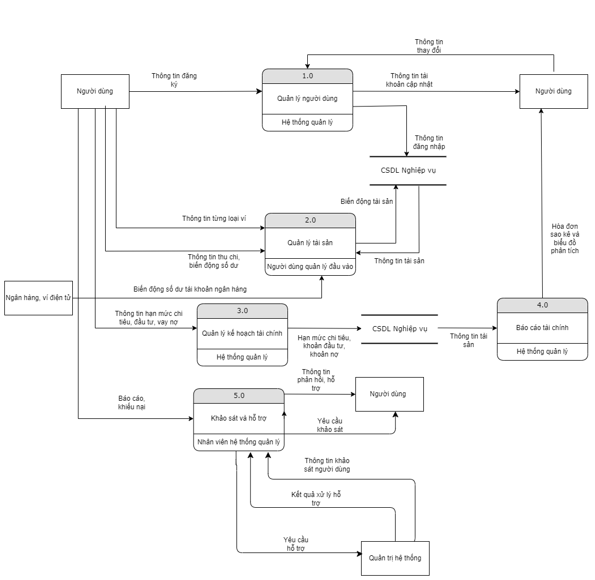 Thông tin
thay đổi
1.0
Người dùng
Thông tin đăng
ký
Quản lý người dùng
Hệ thống quản lý
Thông tin tài
khoản cập nhật
Người dùng
Thông tin
đăng nhập
CSDL Nghiệp vụ
Biến động tài sản
Thông tin từng loại ví
2.0
Quản lý tài sản
Người dùng quản lý đầu vào
Thông tin thu chi,
biến động số dư
Thông tin tài sản
Hóa đơn
sao kê và
biểu đồ
phân tích
Ngân hàng, ví điện tử
Biến động số dư tài khoản ngân hàng
Thông tin hạn mức chi
tiêu, đầu tư, vay nợ
3.0
Quản lý kế hoạch tài chính
Hệ thống quản lý
Hạn mức chi tiêu,
khoản đầu tư,
khoản nợ
CSDL Nghiệp vụ
Thông tin tài
sản
4.0
Báo cáo tài chính
Hệ thống quản lý
Báo cáo,
khiếu nại
5.0
Khảo sát và hỗ trợ
Nhân viên hệ thống quản lý
Thông tin
phản hồi, hỗ
trợ
Người dùng
Yêu cầu
khảo sát
Thông tin khảo
sát người dùng
Kết quả xử lý hỗ
trợ
Yêu cầu
hỗ trợ
Quản trị hệ thống